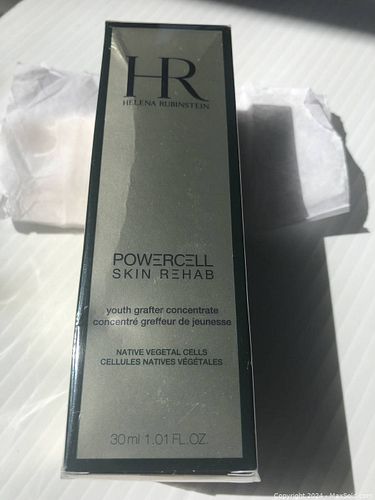 HR
HELENA RUBINSTEIN
POWERCELL
SKIN REHAB
youth grafter concentrate
concentré greffeur de jeunesse
NATIVE VEGETAL CELLS
CELLULES NATIVES VÉGÉTALES
30 ml 1.01 FL.OZ.
Copyright 2024 - MaxSold.com